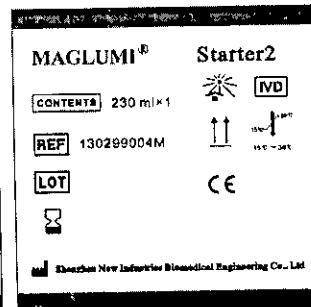 MAGLUMI® Starter2
IVD
CONTENTS 230 ml×1
REF 130299004M
LOT
CE
Shenzhen New Industries Biomedical Engineering Co., Ltd